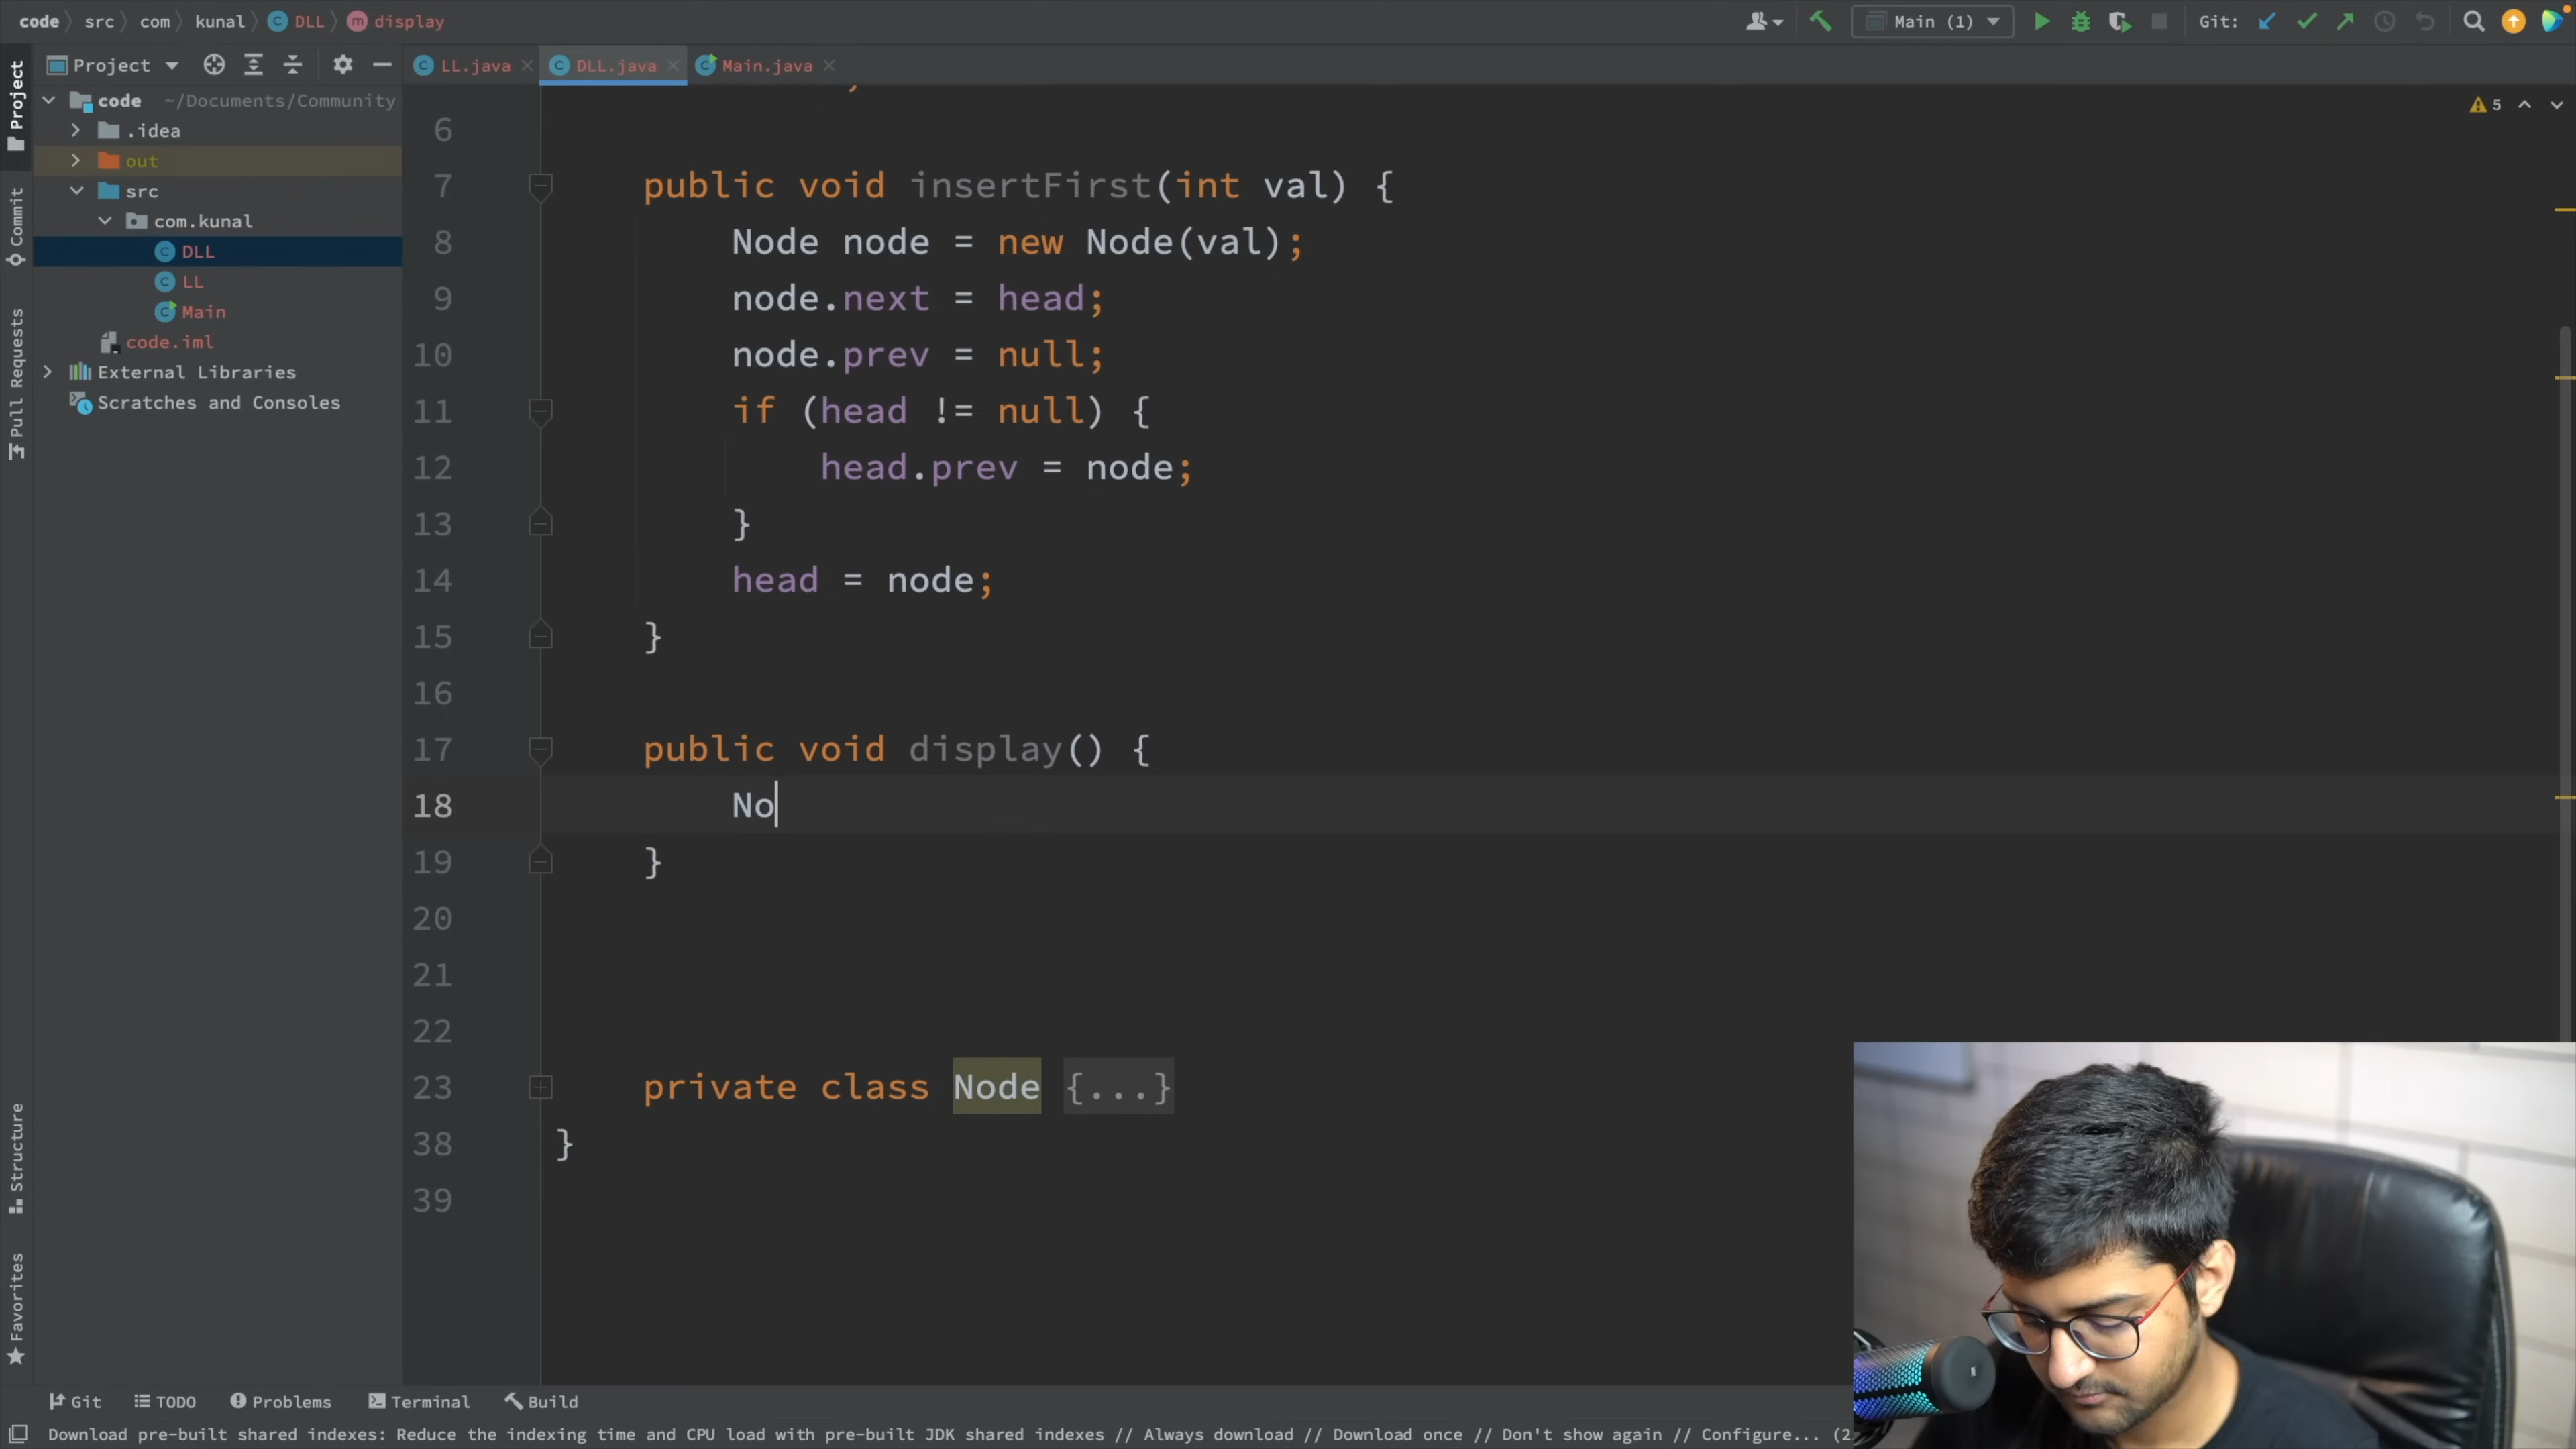 code src com kunal DLL display
Main (1)
Git:
Project
LL.java
DLL.java
Main.java
5
code ~/Documents/Community
.idea
out
src
com.kunal
DLL
LL
Main
code.iml
External Libraries
Scratches and Consoles
Project
Commit
Pull Requests
Structure
Favorites
6
7 public void insertFirst(int val) {
8 Node node = new Node(val);
9 node.next = head;
10 node.prev = null;
11 if (head != null) {
12 head.prev = node;
13 }
14 head = node;
15 }
16
17 public void display() {
18 No
19 }
20
21
22
23 private class Node {...}
38 }
39
Git TODO Problems Terminal Build
Download pre-built shared indexes: Reduce the indexing time and CPU load with pre-built JDK shared indexes // Always download // Download once // Don't show again // Configure... (2